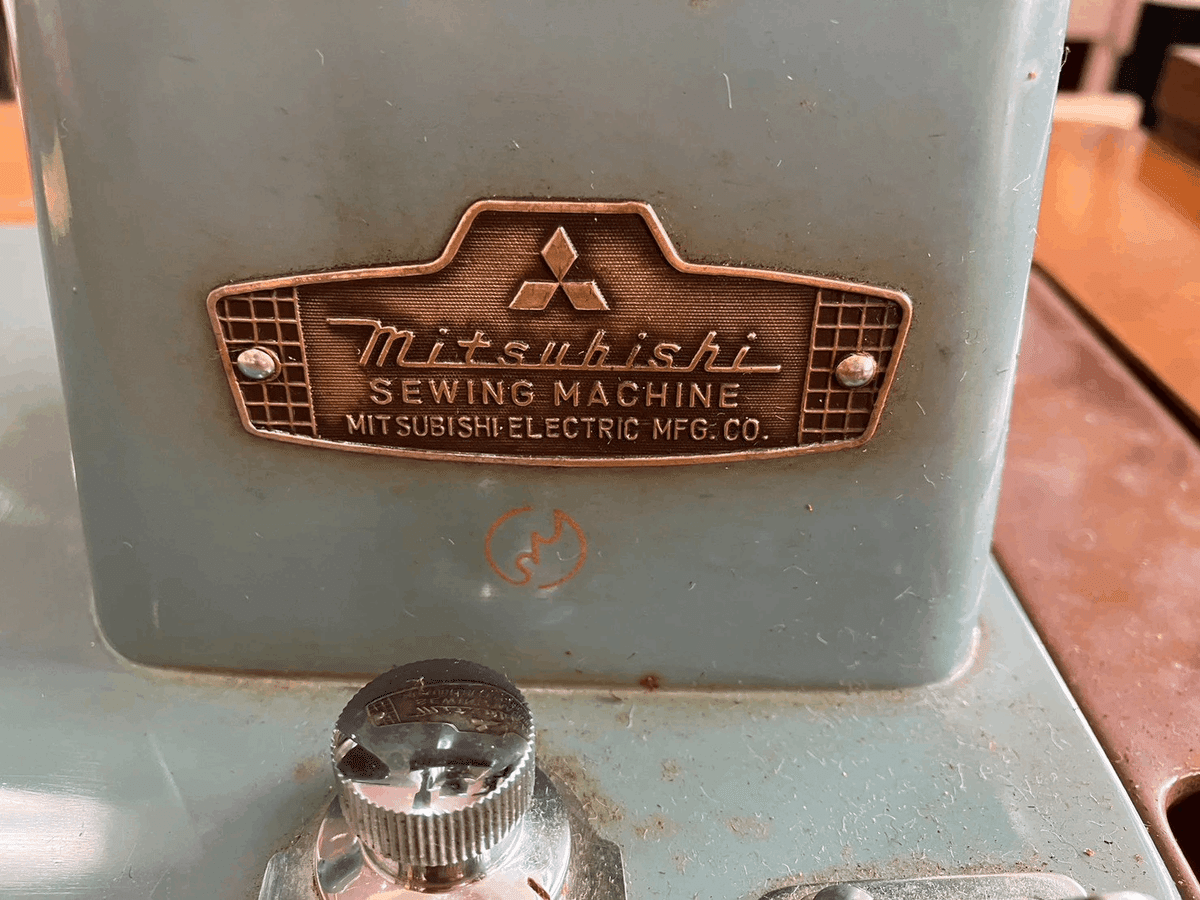 Mitsubishi
SEWING MACHINE
MITSUBISHI ELECTRIC MFG. CO.